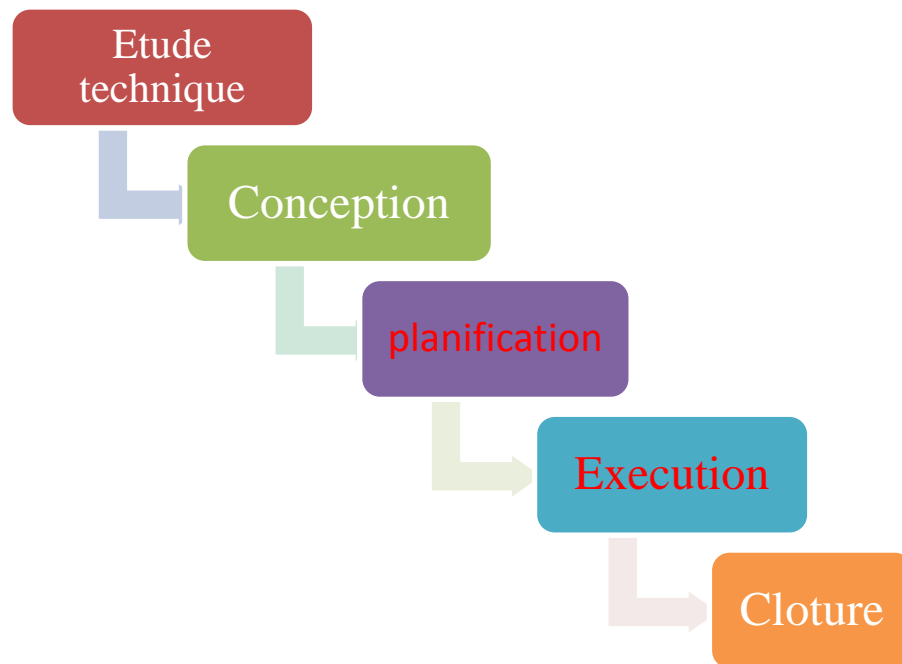 Etude
technique
Conception
planification
Execution
Cloture